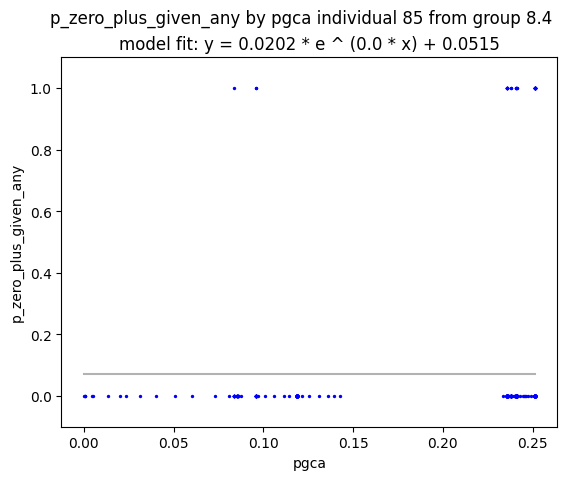 p_zero_plus_given_any by pgca individual 85 from group 8.4
model fit: y = 0.0202 * e ^ (0.0 * x) + 0.0515
1.0
0.8
0.6
0.4
0.2
0.0
p_zero_plus_given_any
0.00 0.05 0.10 0.15 0.20 0.25
pgca